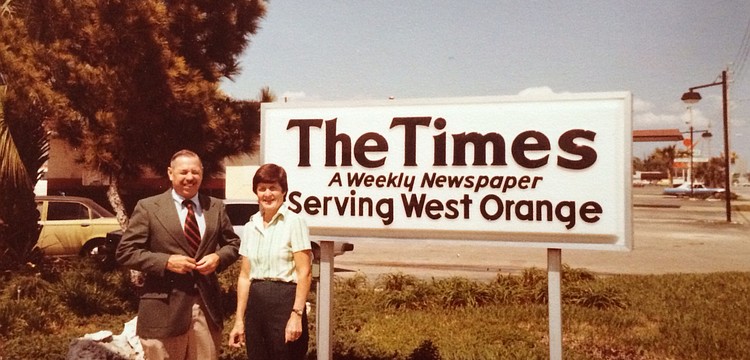 The Times
A Weekly Newspaper
Serving West Orange